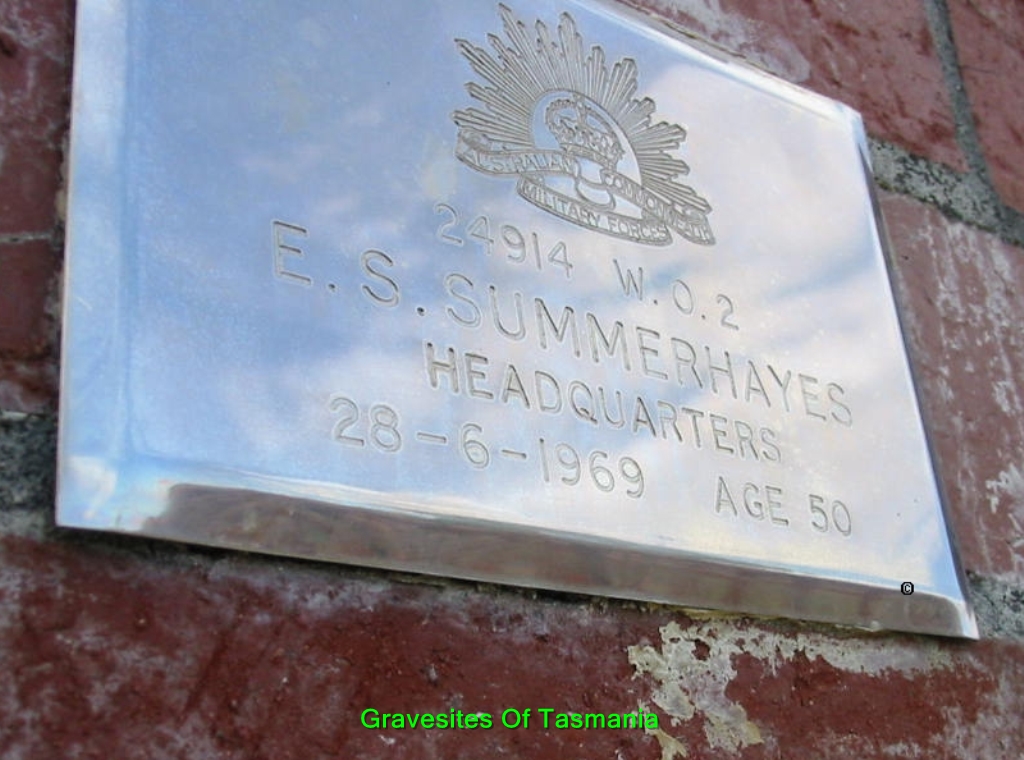 AUSTRALIAN COMMONWEALTH
MILITARY FORCES
24914 W.O.2
E.S.SUMMERHAYES
HEADQUARTERS
28-6-1969 AGE 50
©
Gravesites Of Tasmania